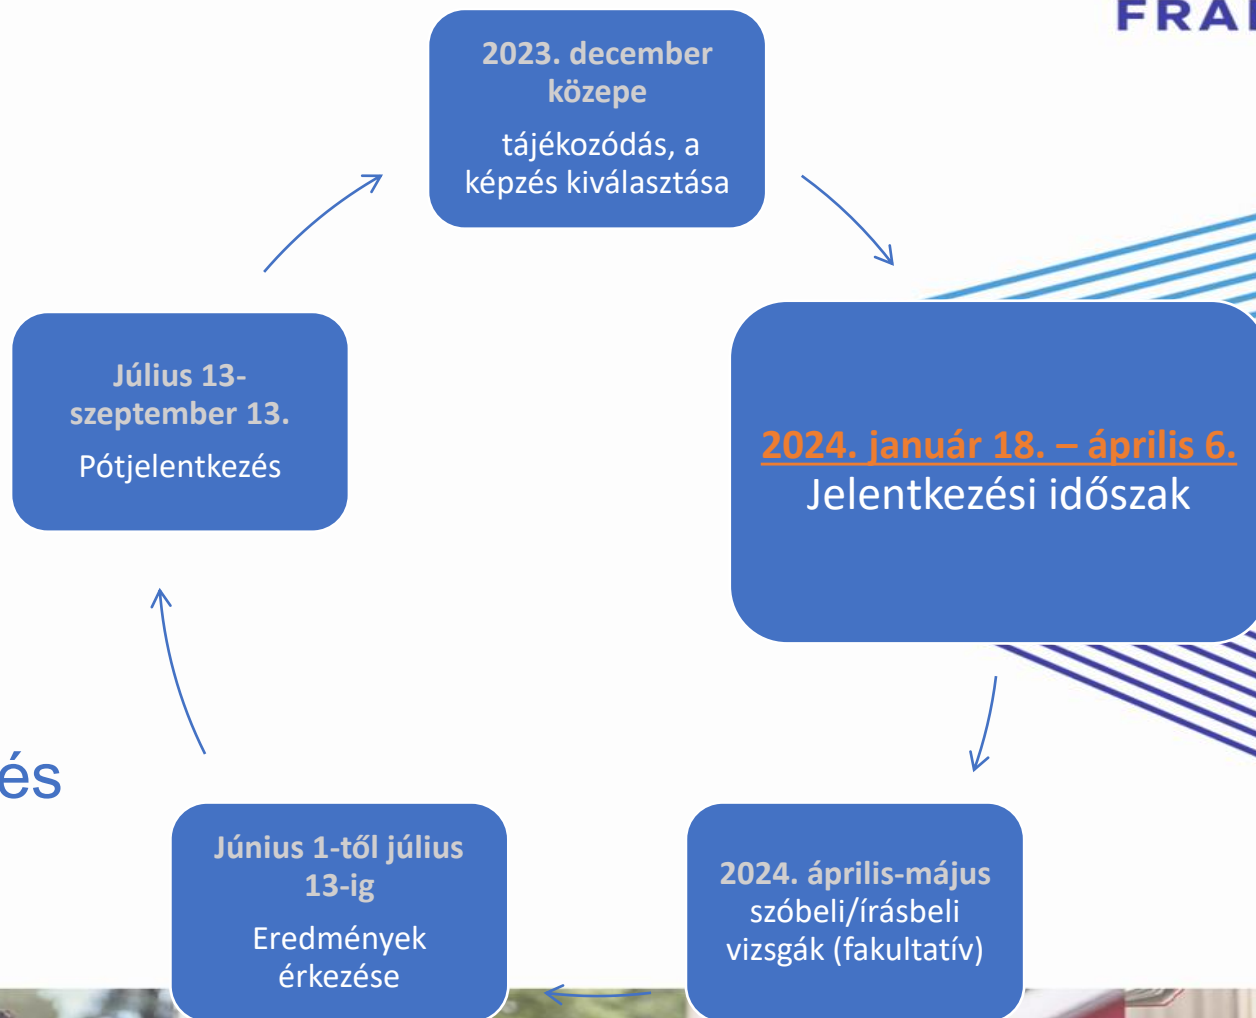 2023. december
közepe
tájékozódás, a
képzés kiválasztása
2024. január 18. – április 6.
Jelentkezési időszak
2024. április-május
szóbeli/írásbeli
vizsgák (fakultatív)
Június 1-től július
13-ig
Eredmények
érkezése
Július 13-
szeptember 13.
Pótjelentkezés
és